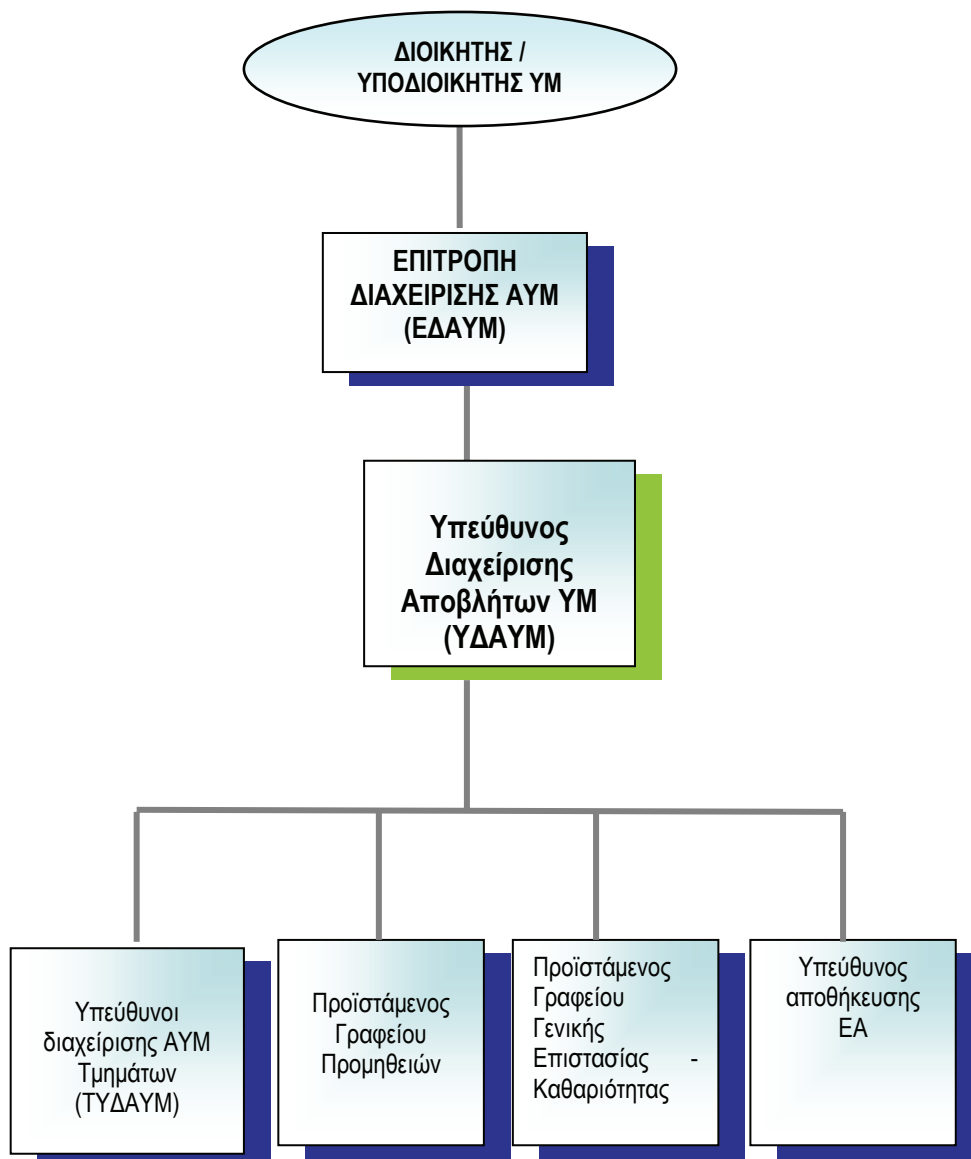 ΔΙΟΙΚΗΤΗΣ /
ΥΠΟΔΙΟΙΚΗΤΗΣ ΥΜ
ΕΠΙΤΡΟΠΗ
ΔΙΑΧΕΙΡΙΣΗΣ ΑΥΜ
(ΕΔΑΥΜ)
Υπεύθυνος
Διαχείρισης
Αποβλήτων ΥΜ
(ΥΔΑΥΜ)
Υπεύθυνοι
διαχείρισης ΑΥΜ
Τμημάτων
(ΤΥΔΑΥΜ)
Προϊστάμενος
Γραφείου
Προμηθειών
Προϊστάμενος
Γραφείου
Γενικής
Επιστασίας -
Καθαριότητας
Υπεύθυνος
αποθήκευσης
ΕΑ